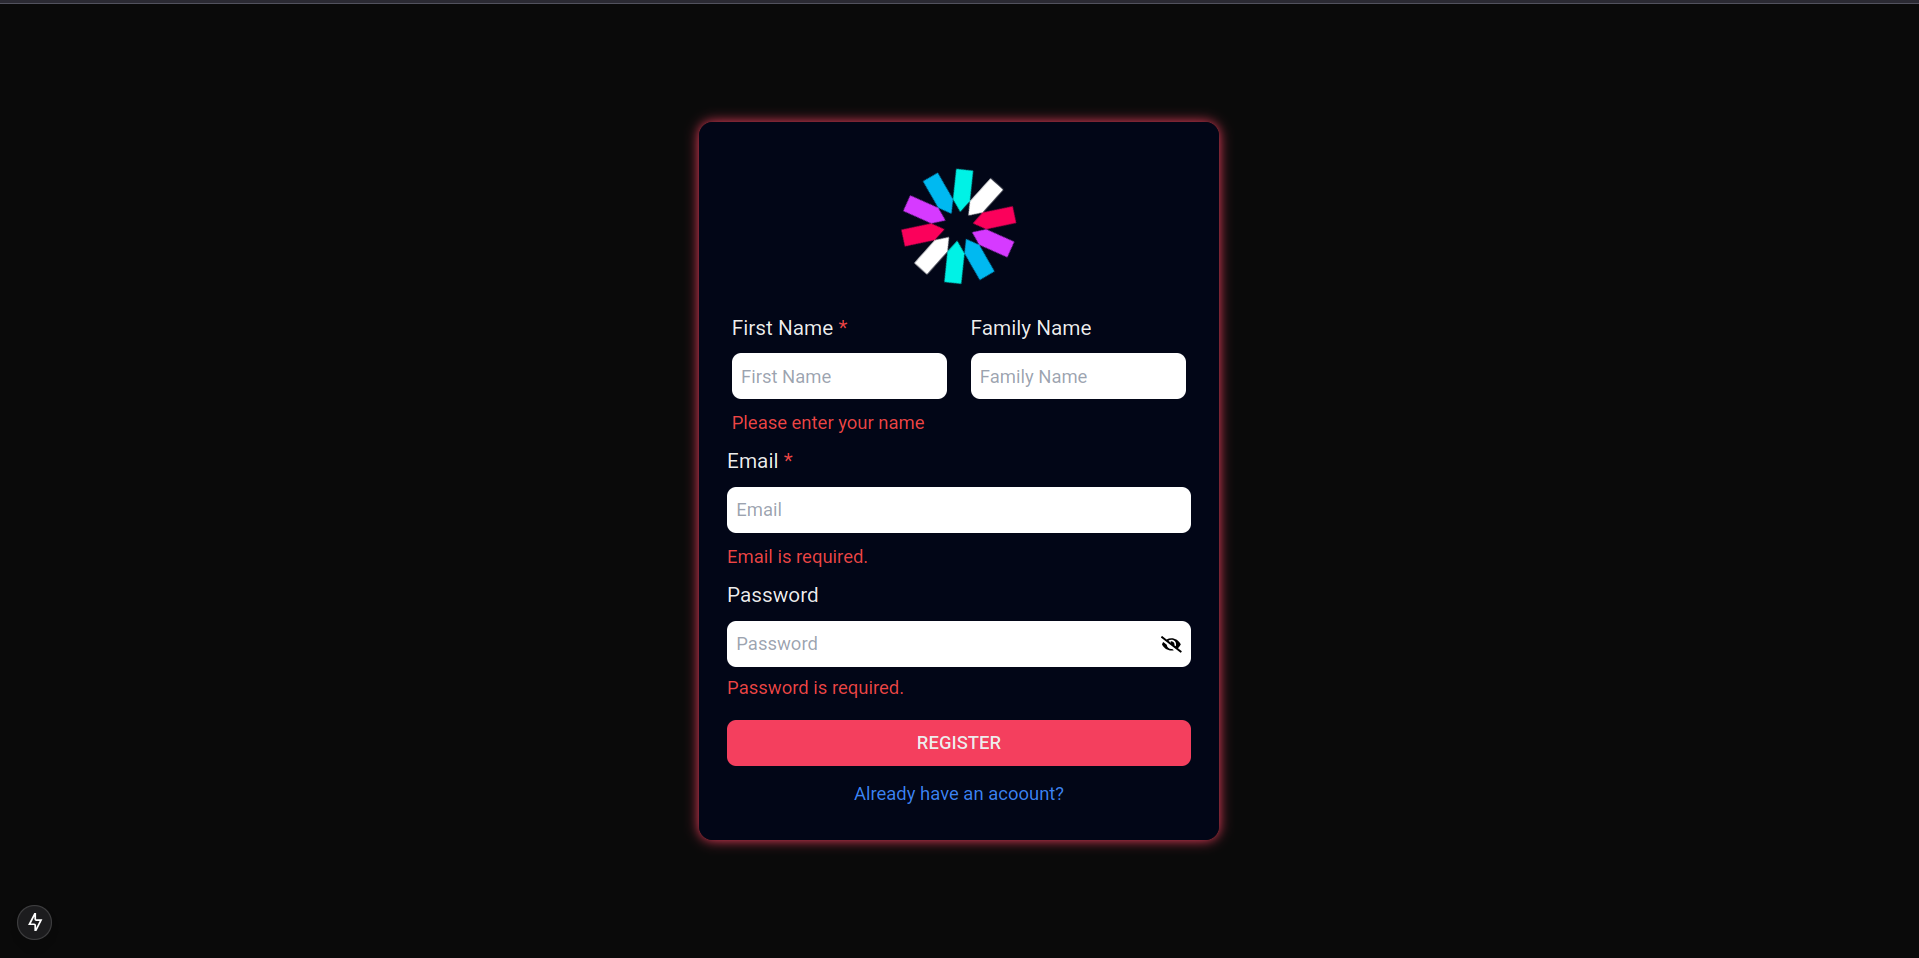 First Name * Family Name
First Name Family Name
Please enter your name
Email *
Email
Email is required.
Password
Password
Password is required.
REGISTER
Already have an acoount?